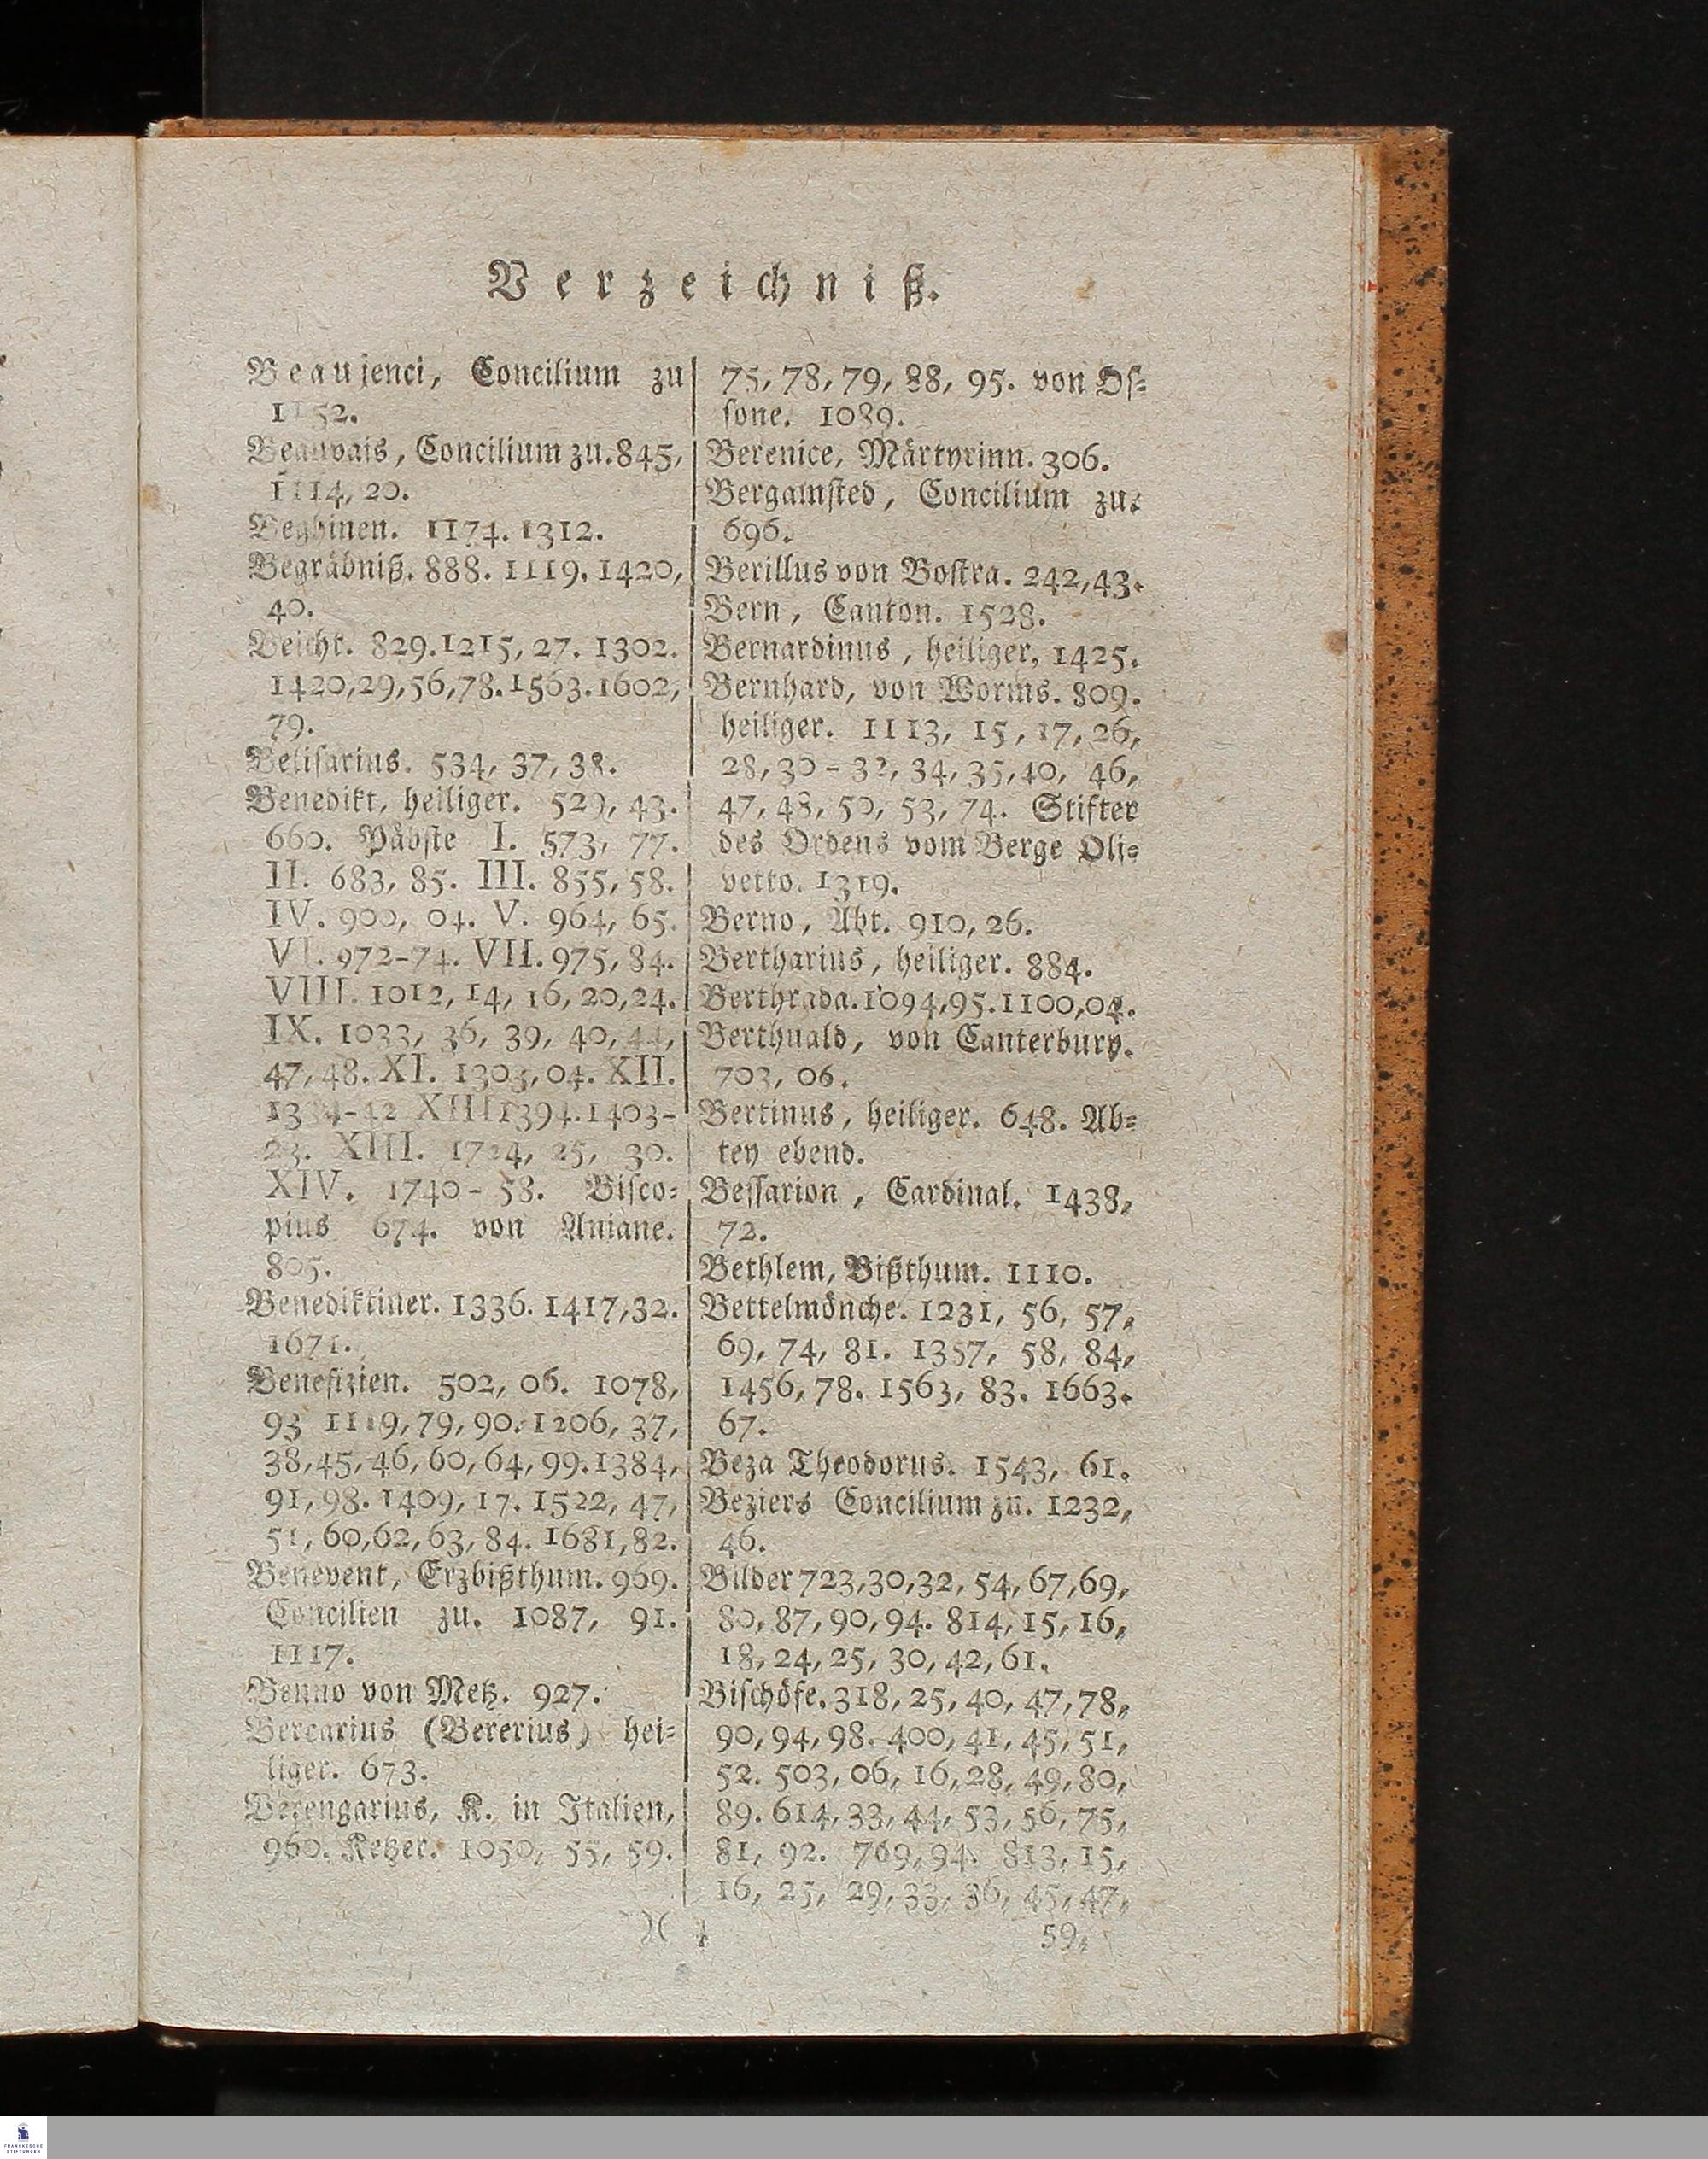 Verzeichniß.
Beaujenci, Concilium zu
1152.
Beauvais, Concilium zu. 845,
1114, 20.
Beghinen. 1174. 1312.
Begräbniß. 888. 1119. 1420,
40.
Beicht. 829. 1215, 27. 1302.
1420, 29, 56, 78. 1563. 1602,
79.
Belisarius. 534, 37, 38.
Benedikt, heiliger. 529, 43.
660. Päbste I. 573, 77.
II. 683, 85. III. 855, 58.
IV. 900, 04. V. 964, 65.
VI. 972-74. VII. 975, 84.
VIII. 1012, 14, 16, 20, 24.
IX. 1033, 36, 39, 40, 44,
47, 48. XI. 1303, 04. XII.
1334-42 XIII 1394. 1403-
23. XIII. 1724, 25, 30.
XIV. 1740-58. Bisco-
pius 674. von Aniane.
805.
Benediktiner. 1336. 1417, 32.
1671.
Benefizien. 502, 06. 1078,
93 1119, 79, 90. 1206, 37,
38, 45, 46, 60, 64, 99. 1384,
91, 98. 1409, 17. 1522, 47,
51, 60, 62, 63, 84. 1681, 82.
Benevent, Erzbißthum. 969.
Concilien zu. 1087, 91.
1117.
Benno von Metz. 927.
Bercarius (Bererius) hei-
liger. 673.
Berengarius, K. in Italien,
960. Ketzer. 1050, 55, 59.
75, 78, 79, 88, 95. von Os-
sone. 1089.
Berenice, Märtyrinn. 306.
Bergamsted, Concilium zu.
696.
Berillus von Bostra. 242, 43.
Bern, Canton. 1528.
Bernardinus, heiliger, 1425.
Bernhard, von Worms. 809.
heiliger. 1113, 15, 17, 26,
28, 30-32, 34, 35, 40, 46,
47, 48, 50, 53, 74. Stifter
des Ordens vom Berge Oli-
vetto. 1319.
Berno, Abt. 910, 26.
Bertharius, heiliger. 884.
Berthrada. 1094, 95. 1100, 04.
Berthuald, von Canterbury.
703, 06.
Bertinus, heiliger. 648. Ab-
tey ebend.
Bessarion, Cardinal. 1438,
72.
Bethlem, Bißthum. 1110.
Bettelmönche. 1231, 56, 57,
69, 74, 81. 1357, 58, 84,
1456, 78. 1563, 83. 1663.
67.
Beza Theodorus. 1543, 61.
Beziers Concilium zu. 1232,
46.
Bilder 723, 30, 32, 54, 67, 69,
80, 87, 90, 94. 814, 15, 16,
18, 24, 25, 30, 42, 61.
Bischöfe. 318, 25, 40, 47, 78,
90, 94, 98. 400, 41, 45, 51,
52. 503, 06, 16, 28, 49, 80,
89. 614, 33, 44, 53, 56, 75,
81, 92. 769, 94. 813, 15,
16, 25, 29, 33, 36, 45, 47,
)( 4
59,
FRANCKESCHE
STIFTUNGEN